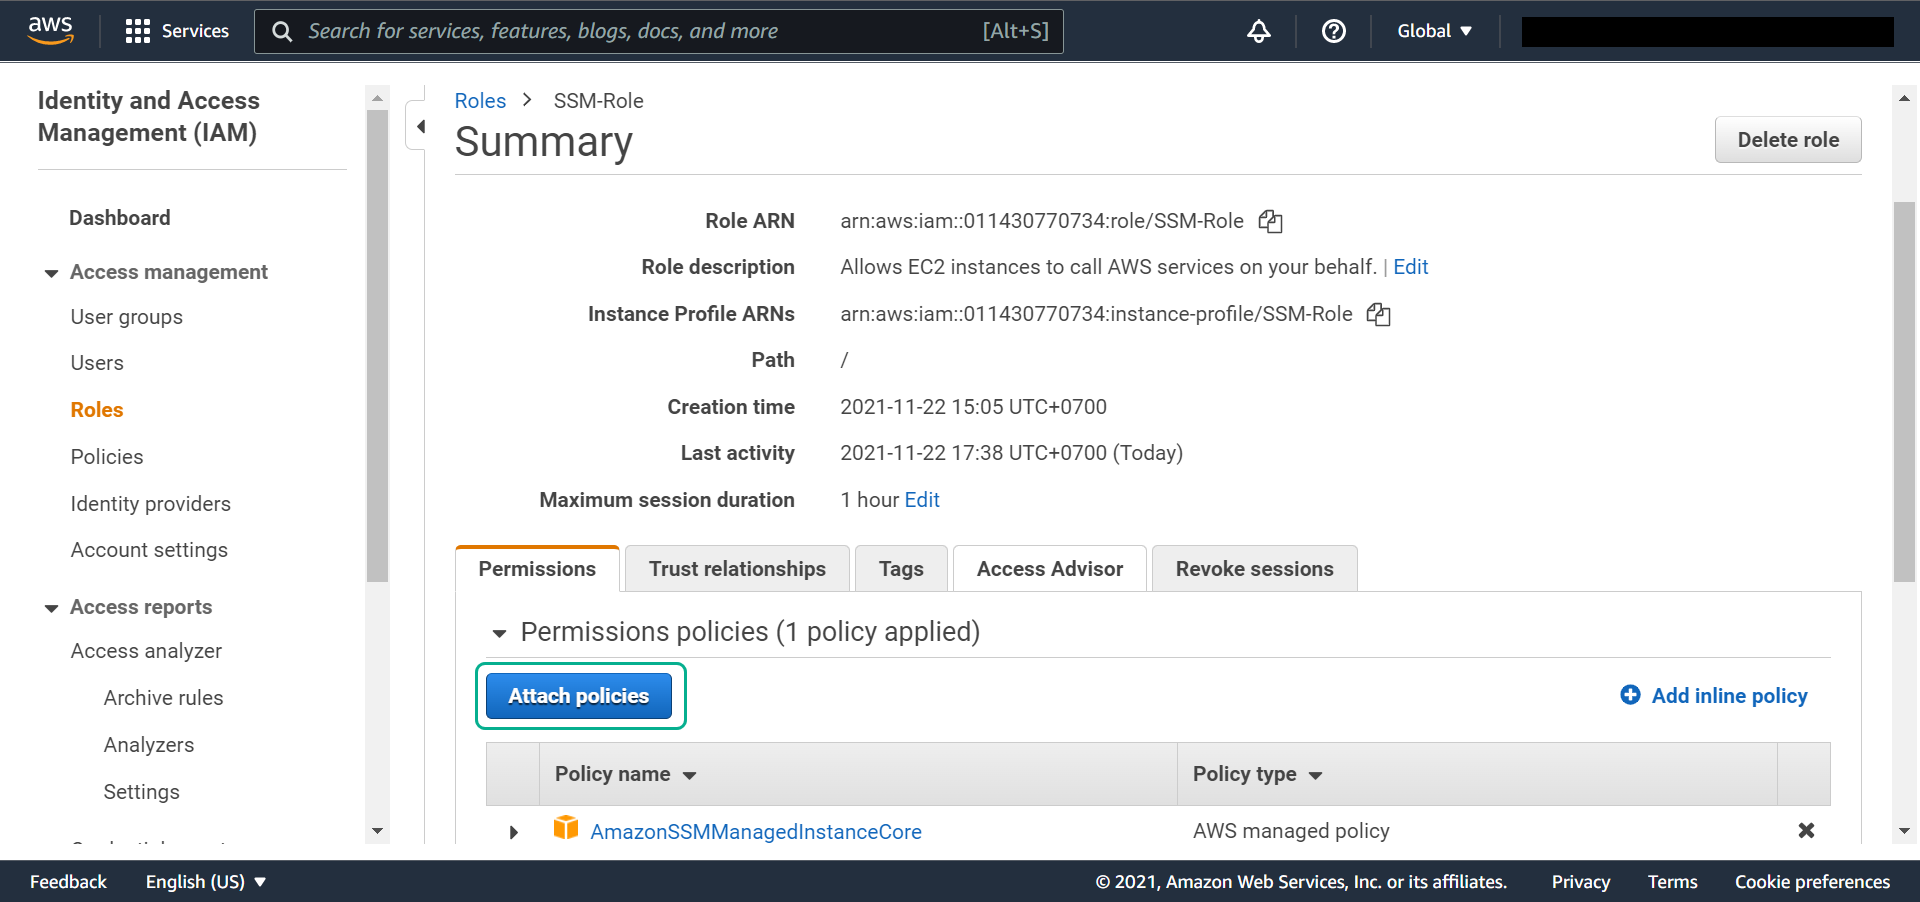 aws
Services
Search for services, features, blogs, docs, and more
[Alt+S]
Global
Identity and Access
Management (IAM)
Dashboard
Access management
User groups
Users
Roles
Policies
Identity providers
Account settings
Access reports
Access analyzer
Archive rules
Analyzers
Settings
Roles > SSM-Role
Summary
Delete role
Role ARN arn:aws:iam::011430770734:role/SSM-Role
Role description Allows EC2 instances to call AWS services on your behalf. | Edit
Instance Profile ARNs arn:aws:iam::011430770734:instance-profile/SSM-Role
Path /
Creation time 2021-11-22 15:05 UTC+0700
Last activity 2021-11-22 17:38 UTC+0700 (Today)
Maximum session duration 1 hour Edit
Permissions Trust relationships Tags Access Advisor Revoke sessions
Permissions policies (1 policy applied)
Attach policies
Add inline policy
Policy name Policy type
AmazonSSMManagedInstanceCore AWS managed policy
Feedback English (US) © 2021, Amazon Web Services, Inc. or its affiliates. Privacy Terms Cookie preferences